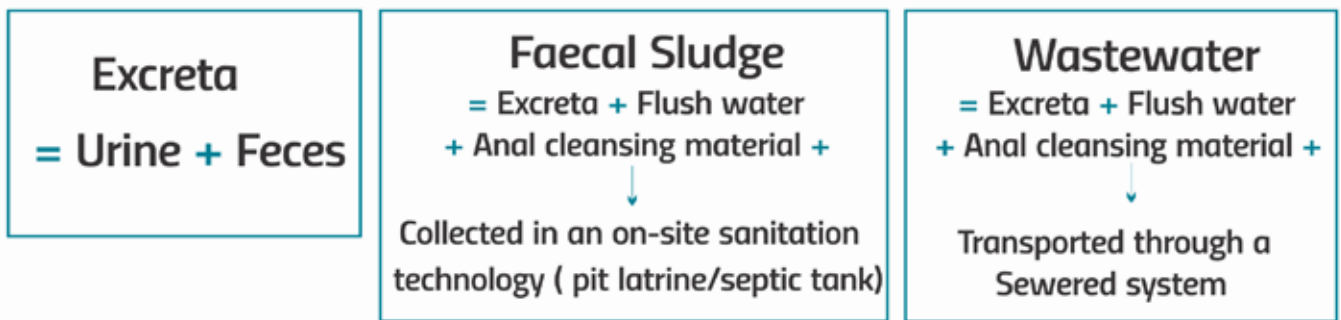 Excreta
= Urine + Feces
Faecal Sludge
= Excreta + Flush water
+ Anal cleansing material +
Collected in an on-site sanitation
technology ( pit latrine/septic tank)
Wastewater
= Excreta + Flush water
+ Anal cleansing material +
Transported through a
Sewered system